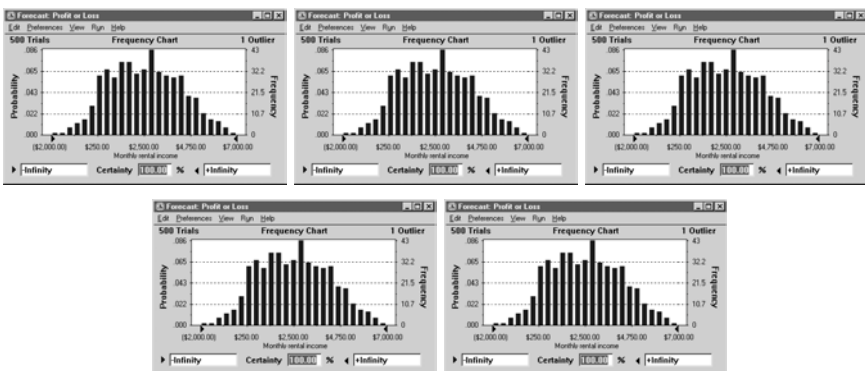 Forecast: Profit or Loss
Edit Preferences View Run Help
500 Trials Frequency Chart 1 Outlier
.086 43
.065 32.2
.043 21.5
.022 10.7
.000 0
Probability
Frequency
($2,000.00) $250.00 $2,500.00 $4,750.00 $7,000.00
Monthly rental income
-Infinity Certainty 100.00 % +Infinity
Forecast: Profit or Loss
Edit Preferences View Run Help
500 Trials Frequency Chart 1 Outlier
.086 43
.065 32.2
.043 21.5
.022 10.7
.000 0
Probability
Frequency
($2,000.00) $250.00 $2,500.00 $4,750.00 $7,000.00
Monthly rental income
-Infinity Certainty 100.00 % +Infinity
Forecast: Profit or Loss
Edit Preferences View Run Help
500 Trials Frequency Chart 1 Outlier
.086 43
.065 32.2
.043 21.5
.022 10.7
.000 0
Probability
Frequency
($2,000.00) $250.00 $2,500.00 $4,750.00 $7,000.00
Monthly rental income
-Infinity Certainty 100.00 % +Infinity
Forecast: Profit or Loss
Edit Preferences View Run Help
500 Trials Frequency Chart 1 Outlier
.086 43
.065 32.2
.043 21.5
.022 10.7
.000 0
Probability
Frequency
($2,000.00) $250.00 $2,500.00 $4,750.00 $7,000.00
Monthly rental income
-Infinity Certainty 100.00 % +Infinity
Forecast: Profit or Loss
Edit Preferences View Run Help
500 Trials Frequency Chart 1 Outlier
.086 43
.065 32.2
.043 21.5
.022 10.7
.000 0
Probability
Frequency
($2,000.00) $250.00 $2,500.00 $4,750.00 $7,000.00
Monthly rental income
-Infinity Certainty 100.00 % +Infinity